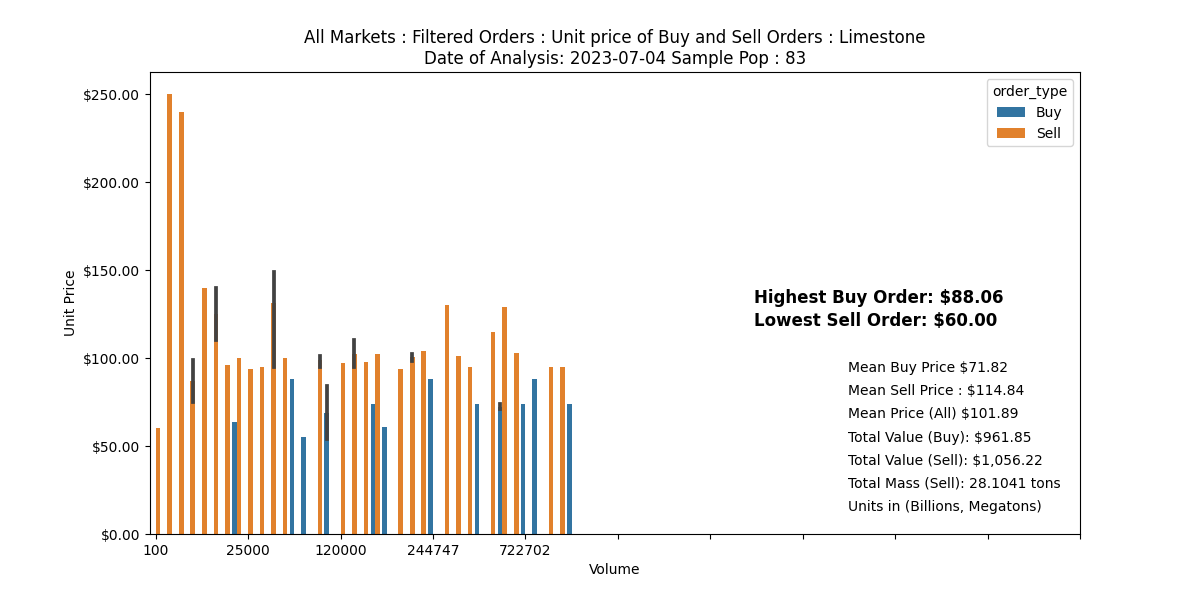 All Markets : Filtered Orders : Unit price of Buy and Sell Orders : Limestone
Date of Analysis: 2023-07-04 Sample Pop : 83
order_type
Buy
Sell
$250.00
$200.00
$150.00
$100.00
$50.00
$0.00
Unit Price
Highest Buy Order: $88.06
Lowest Sell Order: $60.00
Mean Buy Price $71.82
Mean Sell Price : $114.84
Mean Price (All) $101.89
Total Value (Buy): $961.85
Total Value (Sell): $1,056.22
Total Mass (Sell): 28.1041 tons
Units in (Billions, Megatons)
100 25000 120000 244747 722702
Volume